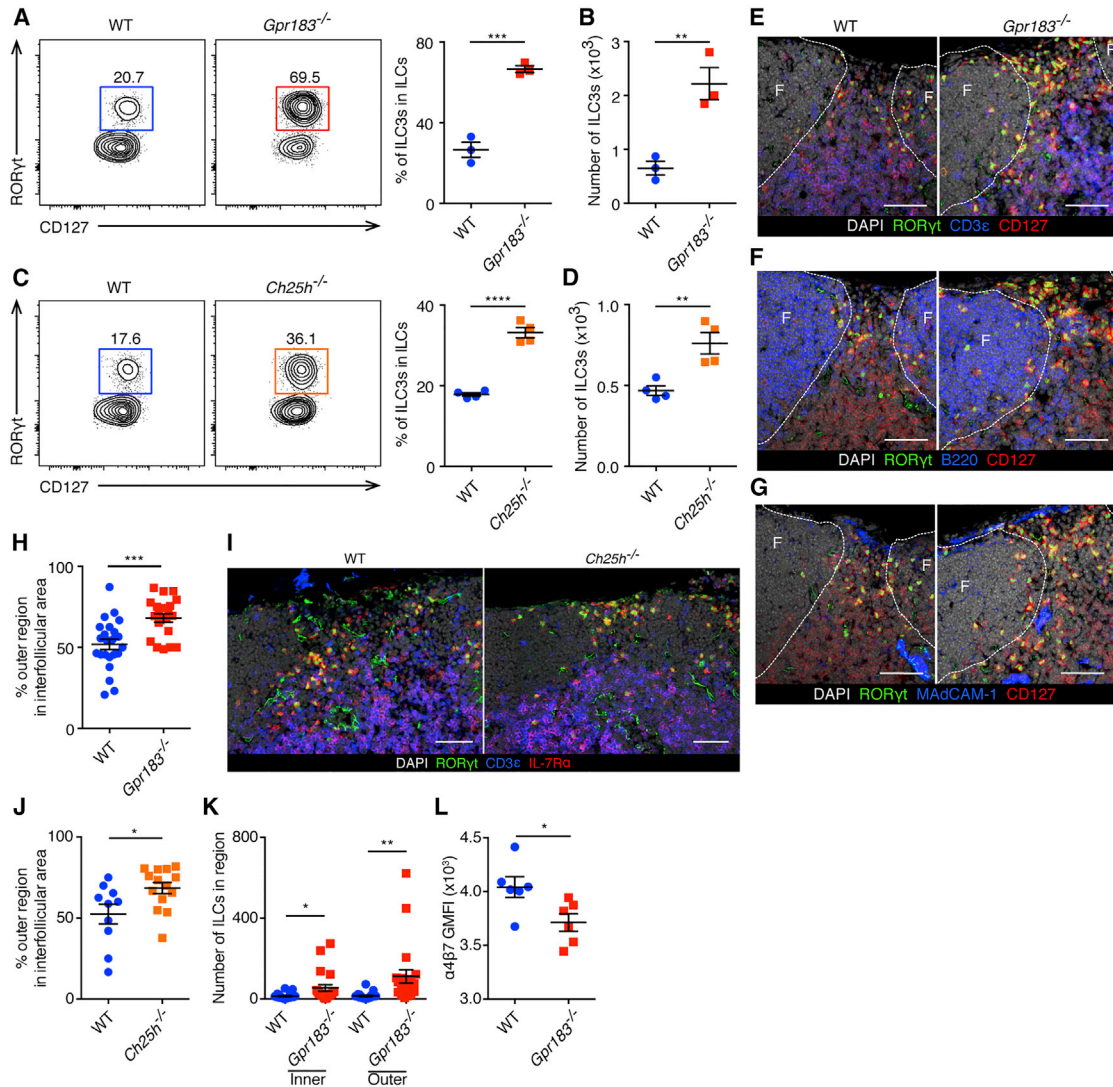 A
WT
Gpr183-/-
20.7
69.5
RORγt
CD127
% of ILC3s in ILCs
80
40
0
***
WT
Gpr183-/-
B
Number of ILC3s (x10³)
3
2
1
0
**
WT
Gpr183-/-
C
WT
Ch25h-/-
17.6
36.1
RORγt
CD127
% of ILC3s in ILCs
40
20
0
****
WT
Ch25h-/-
D
Number of ILC3s (x10³)
1.0
0.5
0.0
**
WT
Ch25h-/-
E
WT
Gpr183-/-
F
F
F
DAPI RORγt CD3ε CD127
F
F
F
F
DAPI RORγt B220 CD127
G
F
F
F
DAPI RORγt MAdCAM-1 CD127
H
% outer region
in interfollicular area
100
50
0
***
WT
Gpr183-/-
I
WT
Ch25h-/-
DAPI RORγt CD3ε IL-7Rα
J
% outer region
in interfollicular area
100
50
0
*
WT
Ch25h-/-
K
Number of ILCs in region
800
400
0
*
**
WT
Gpr183-/-
WT
Gpr183-/-
Inner
Outer
L
α4β7 GMFI (x10³)
4.5
4.0
3.5
3.0
*
WT
Gpr183-/-